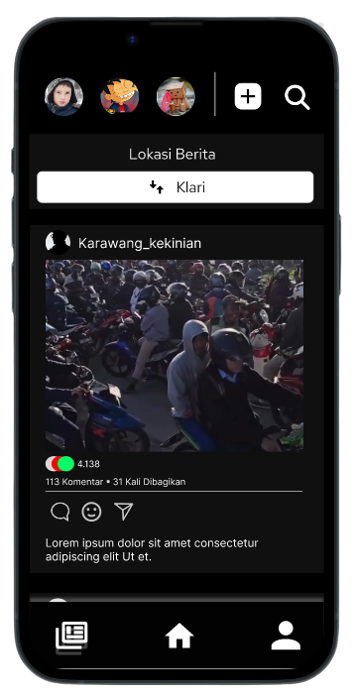 Lokasi Berita
Klari
Karawang_kekinian
4.138
113 Komentar • 31 Kali Dibagikan
Lorem ipsum dolor sit amet consectetur
adipiscing elit Ut et.